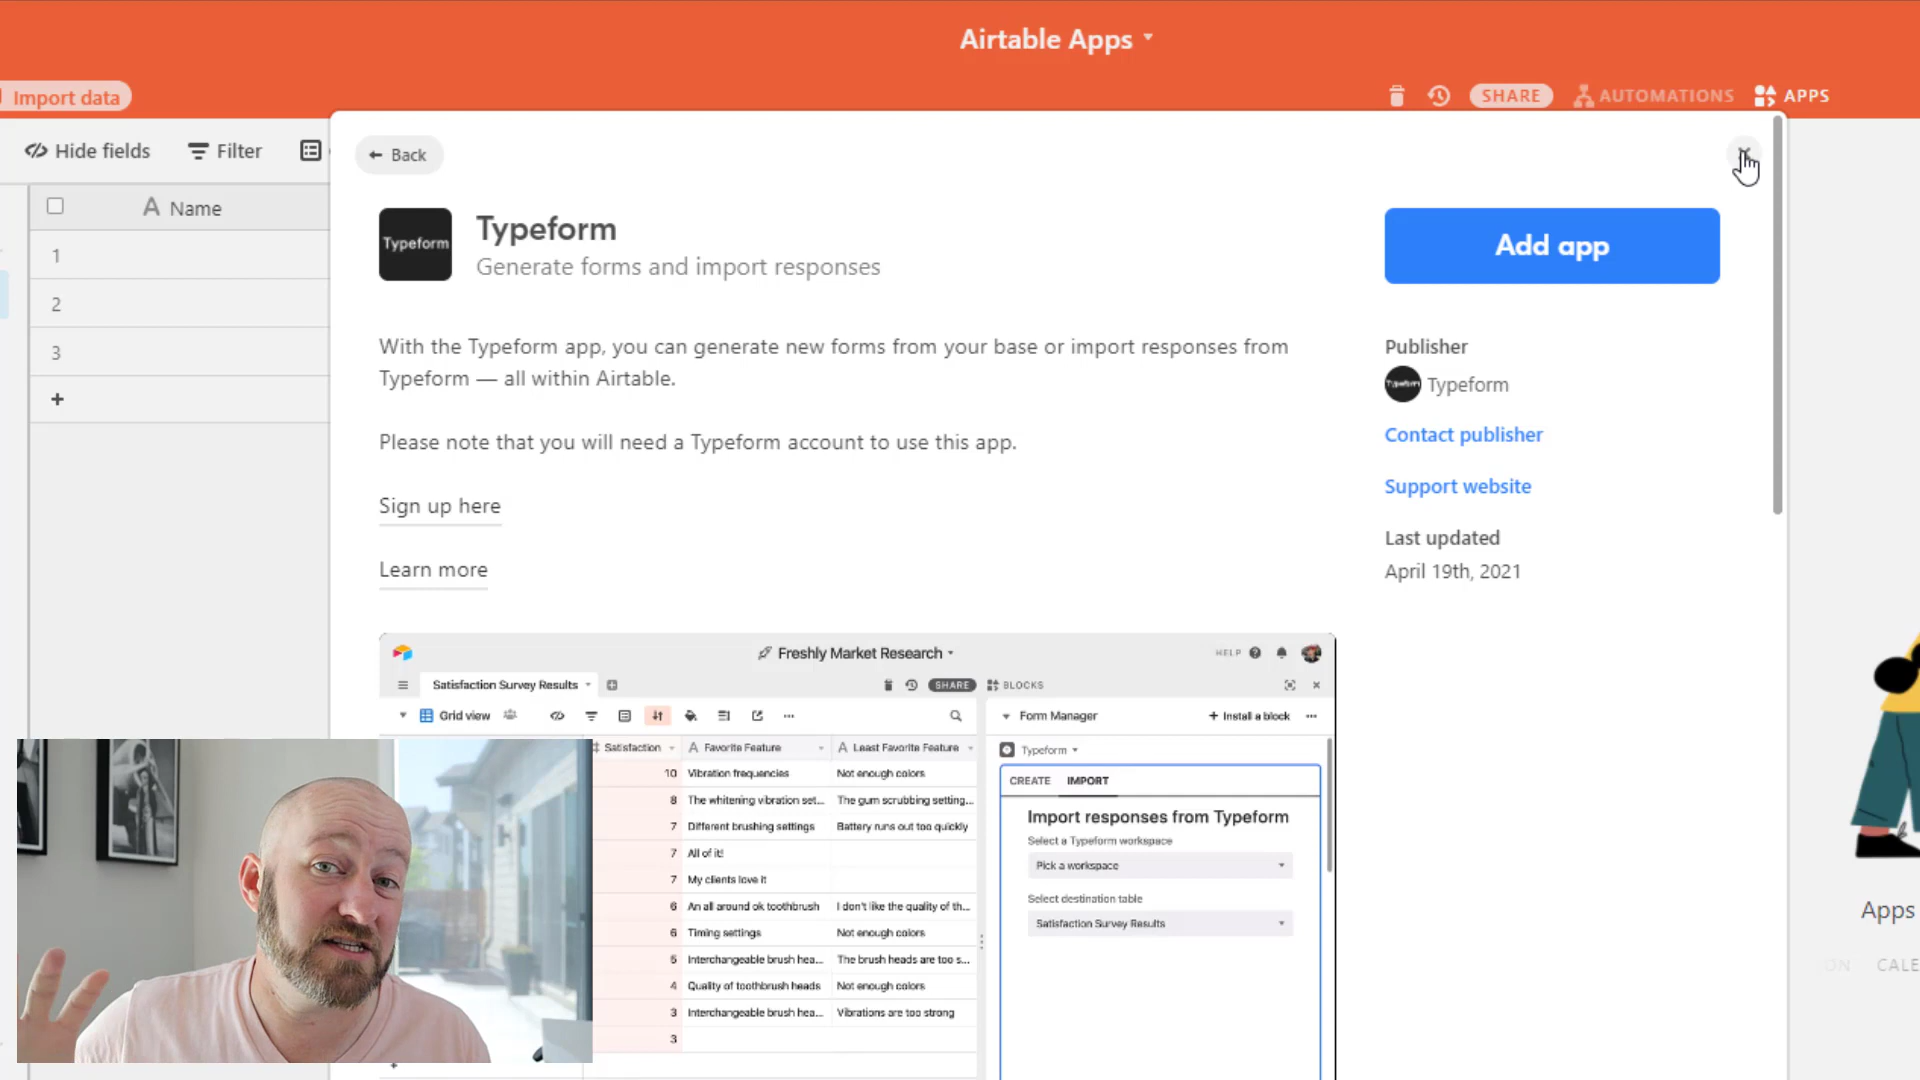 Airtable Apps
Import data
SHARE
AUTOMATIONS
APPS
Hide fields
Filter
Name
1
2
3
Back
Typeform
Typeform
Generate forms and import responses
Add app
With the Typeform app, you can generate new forms from your base or import responses from
Typeform — all within Airtable.
Please note that you will need a Typeform account to use this app.
Sign up here
Learn more
Publisher
Typeform
Typeform
Contact publisher
Support website
Last updated
April 19th, 2021
Freshly Market Research
HELP
Satisfaction Survey Results
SHARE
BLOCKS
Grid view
Form Manager
+ Install a block
Satisfaction
Favorite Feature
Least Favorite Feature
10 Vibration frequencies Not enough colors
8 The whitening vibration set... The gum scrubbing setting...
7 Different brushing settings Battery runs out too quickly
7 All of it!
7 My clients love it
6 An all around ok toothbrush I don't like the quality of th...
6 Timing settings Not enough colors
5 Interchangeable brush hea... The brush heads are too s...
4 Quality of toothbrush heads Not enough colors
3 Interchangeable brush hea... Vibrations are too strong
3
Typeform
CREATE IMPORT
Import responses from Typeform
Select a Typeform workspace
Pick a workspace
Select destination table
Satisfaction Survey Results
Apps
ON
CALE